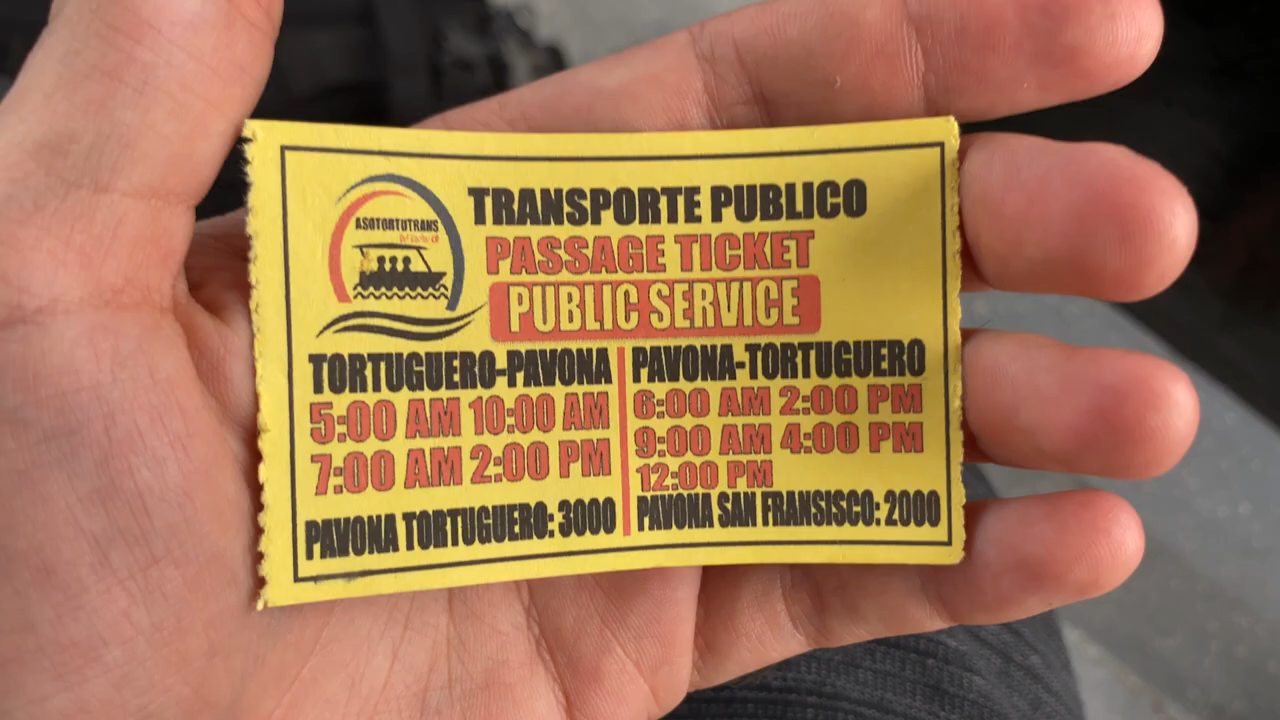 ASOTORTUTRANS
TRANSPORTE PUBLICO
PASSAGE TICKET
PUBLIC SERVICE
TORTUGUERO-PAVONA
5:00 AM 10:00 AM
7:00 AM 2:00 PM
PAVONA TORTUGUERO: 3000
PAVONA-TORTUGUERO
6:00 AM 2:00 PM
9:00 AM 4:00 PM
12:00 PM
PAVONA SAN FRANSISCO: 2000